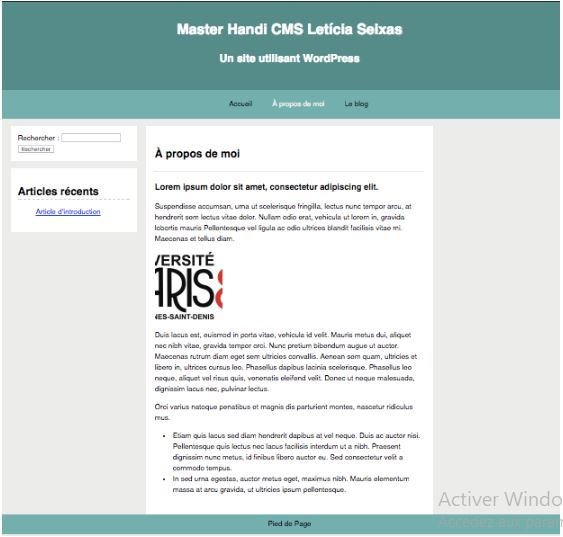 Master Handi CMS Letícia Seixas
Un site utilisant WordPress
Accueil À propos de moi Le blog
Rechercher :
Rechercher
Articles récents
Article d'introduction
À propos de moi
Lorem ipsum dolor sit amet, consectetur adipiscing elit.
Suspendisse accumsan, urna ut scelerisque fringilla, lectus nunc tempor arcu, at
hendrerit sem lectus vitae dolor. Nullam odio erat, vehicula ut lorem in, gravida
lobortis mauris Pellentesque vel ligula ac odio ultrices blandit facilisis vitae mi.
Maecenas et tellus diam.
VERSITÉ
ARIS
NES-SAINT-DENIS
Duis lacus est, euismod in porta vitae, vehicula id velit. Mauris metus dui, aliquet
nec nibh vitae, gravida tempor orci. Nunc pretium bibendum augue ut auctor.
Maecenas rutrum diam eget sem ultricies convallis. Aenean sem quam, ultricies et
libero in, ultrices cursus leo. Phasellus dapibus lacinia scelerisque. Phasellus leo
neque, aliquet vel risus quis, venenatis eleifend velit. Donec ut neque malesuada,
dignissim lacus nec, pulvinar lectus.
Orci varius natoque penatibus et magnis dis parturient montes, nascetur ridiculus
mus.
• Etiam quis lacus sed diam hendrerit dapibus at vel neque. Duis ac auctor nisi.
Pellentesque quis lectus nec lacus facilisis interdum ut a nibh. Praesent
dignissim nunc metus, id finibus libero auctor eu. Sed consectetur velit a
commodo tempus.
• In sed urna egestas, auctor metus eget, maximus nibh. Mauris elementum
massa at arcu gravida, ut ultricies ipsum pellentesque.
Activer Windo
Accédez aux param
Pied de Page